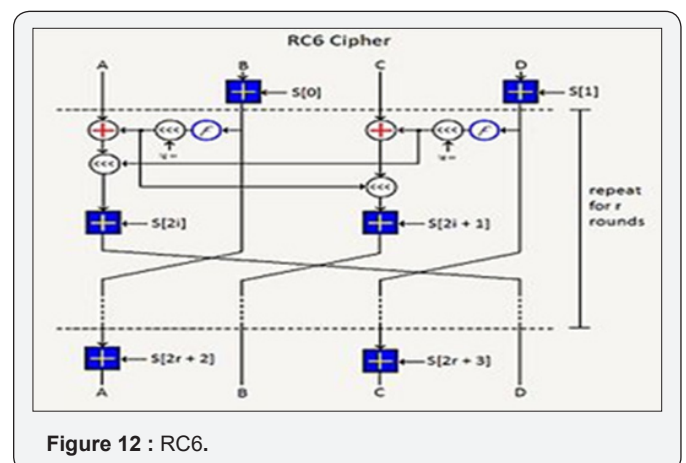 RC6 Cipher
A B C D
S[0] S[1]
<<< f <<< f
<<< <<<
repeat
for r
rounds
S[2i] S[2i + 1]
S[2r + 2] S[2r + 3]
A B C D
Figure 12 : RC6.